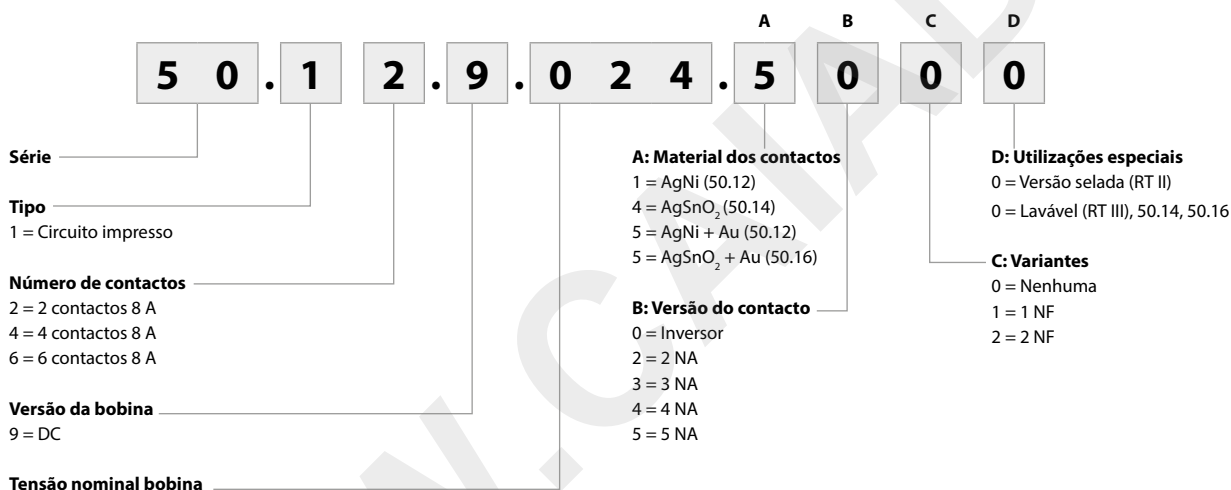 A B C D
5 0 . 1 2 . 9 . 0 2 4 . 5 0 0 0
Série
Tipo
1 = Circuito impresso
Número de contactos
2 = 2 contactos 8 A
4 = 4 contactos 8 A
6 = 6 contactos 8 A
Versão da bobina
9 = DC
Tensão nominal bobina
A: Material dos contactos
1 = AgNi (50.12)
4 = AgSnO₂ (50.14)
5 = AgNi + Au (50.12)
5 = AgSnO₂ + Au (50.16)
B: Versão do contacto
0 = Inversor
2 = 2 NA
3 = 3 NA
4 = 4 NA
5 = 5 NA
D: Utilizações especiais
0 = Versão selada (RT II)
0 = Lavável (RT III), 50.14, 50.16
C: Variantes
0 = Nenhuma
1 = 1 NF
2 = 2 NF